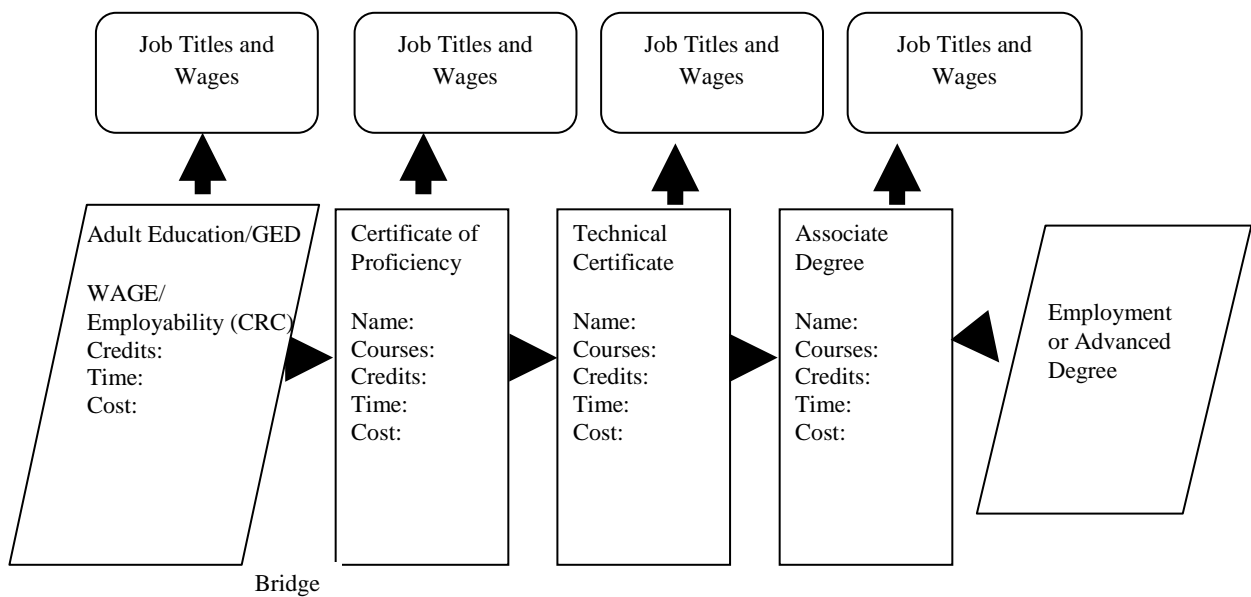 Job Titles and
Wages
Job Titles and
Wages
Job Titles and
Wages
Job Titles and
Wages
Adult Education/GED
WAGE/
Employability (CRC)
Credits:
Time:
Cost:
Certificate of
Proficiency
Name:
Courses:
Credits:
Time:
Cost:
Technical
Certificate
Name:
Courses:
Credits:
Time:
Cost:
Associate
Degree
Name:
Courses:
Credits:
Time:
Cost:
Employment
or Advanced
Degree
Bridge